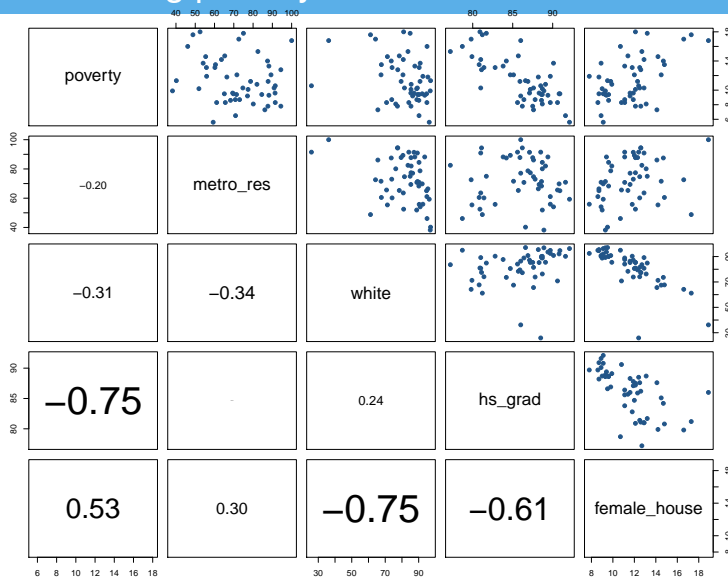 40 50 60 70 80 90 100
80 85 90
poverty
40 60 80 100
−0.20
metro_res
−0.31
−0.34
white
80 85 90
−0.75
0.24
hs_grad
0.53
0.30
−0.75
−0.61
female_house
6 8 10 12 14 16 18
30 50 70 90
8 10 12 14 18